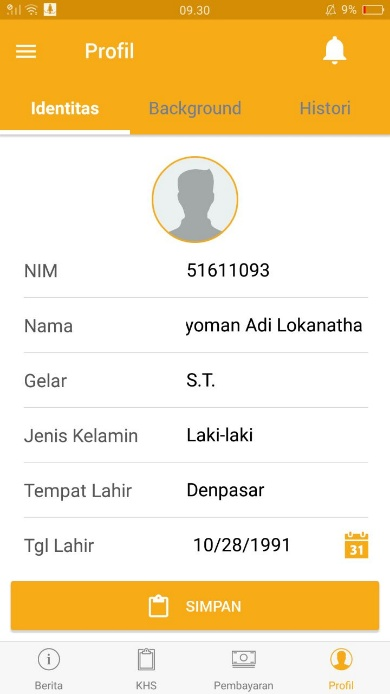 09.30
9%
Profil
Identitas Background Histori
NIM 51611093
Nama yoman Adi Lokanatha
Gelar S.T.
Jenis Kelamin Laki-laki
Tempat Lahir Denpasar
Tgl Lahir 10/28/1991 31
SIMPAN
Berita KHS Pembayaran Profil